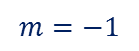 m = −1